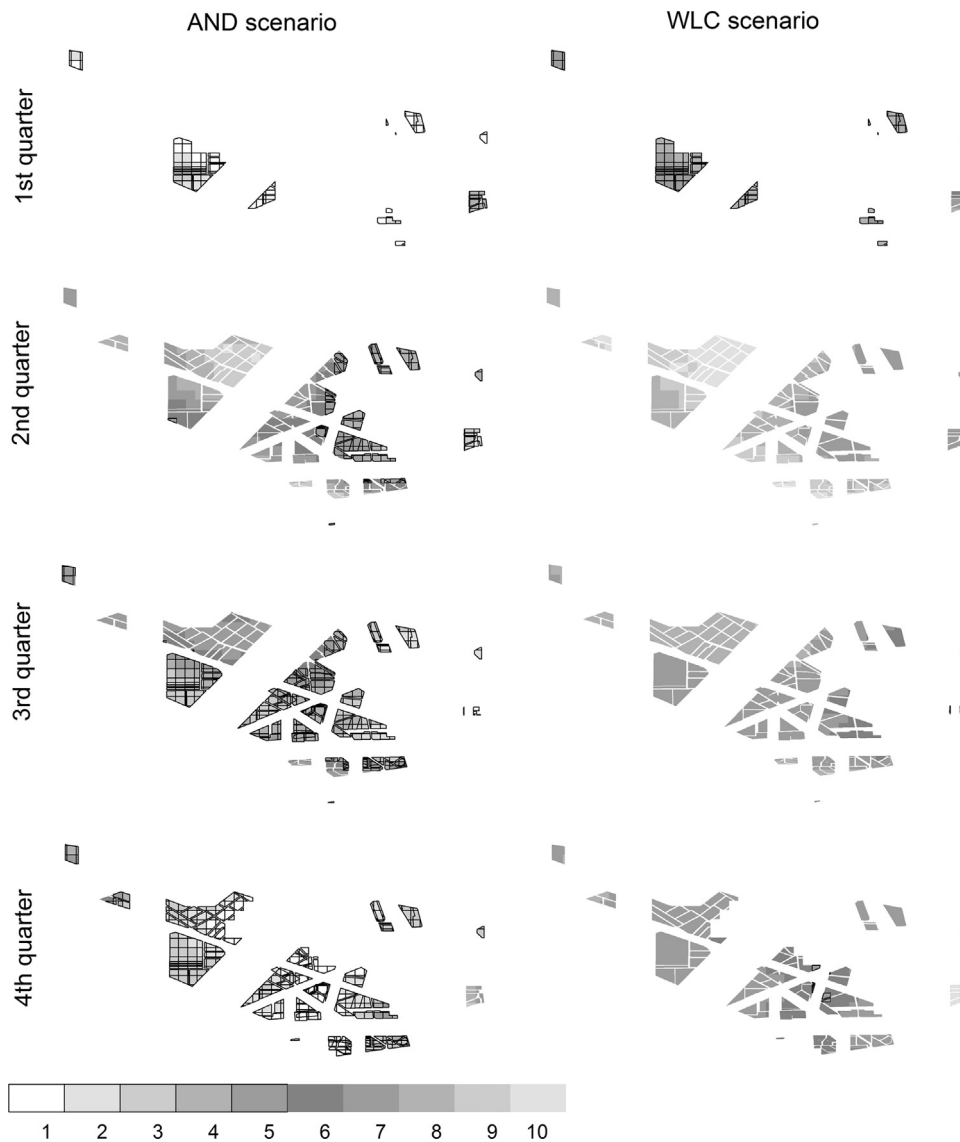 AND scenario
WLC scenario
1st quarter
2nd quarter
3rd quarter
4th quarter
1 2 3 4 5 6 7 8 9 10